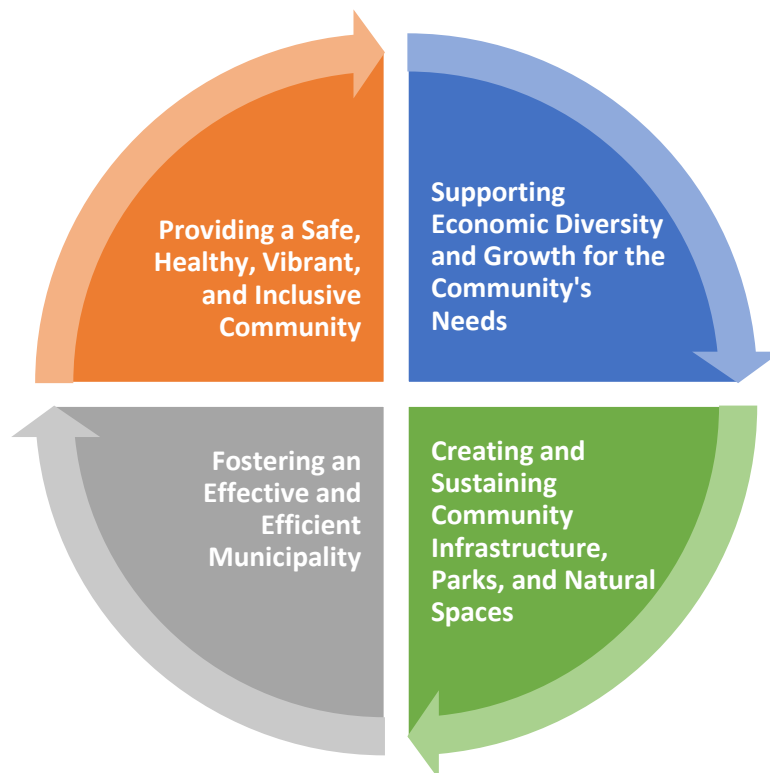 Providing a Safe,
Healthy, Vibrant,
and Inclusive
Community
Supporting
Economic Diversity
and Growth for the
Community's
Needs
Fostering an
Effective and
Efficient
Municipality
Creating and
Sustaining
Community
Infrastructure,
Parks, and Natural
Spaces